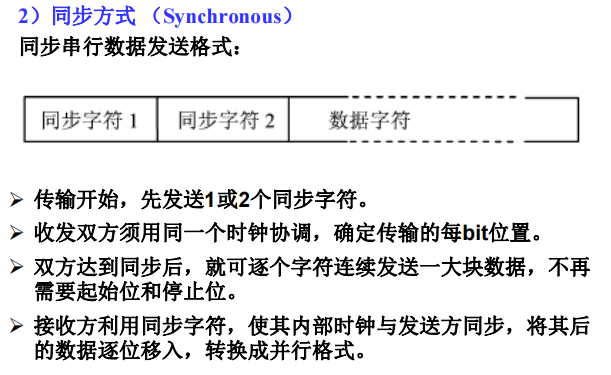 2）同步方式 （Synchronous）
同步串行数据发送格式：
同步字符 1 同步字符 2 数据字符
➢ 传输开始，先发送1或2个同步字符。
➢ 收发双方须用同一个时钟协调，确定传输的每bit位置。
➢ 双方达到同步后，就可逐个字符连续发送一大块数据，不再
需要起始位和停止位。
➢ 接收方利用同步字符，使其内部时钟与发送方同步，将其后
的数据逐位移入，转换成并行格式。